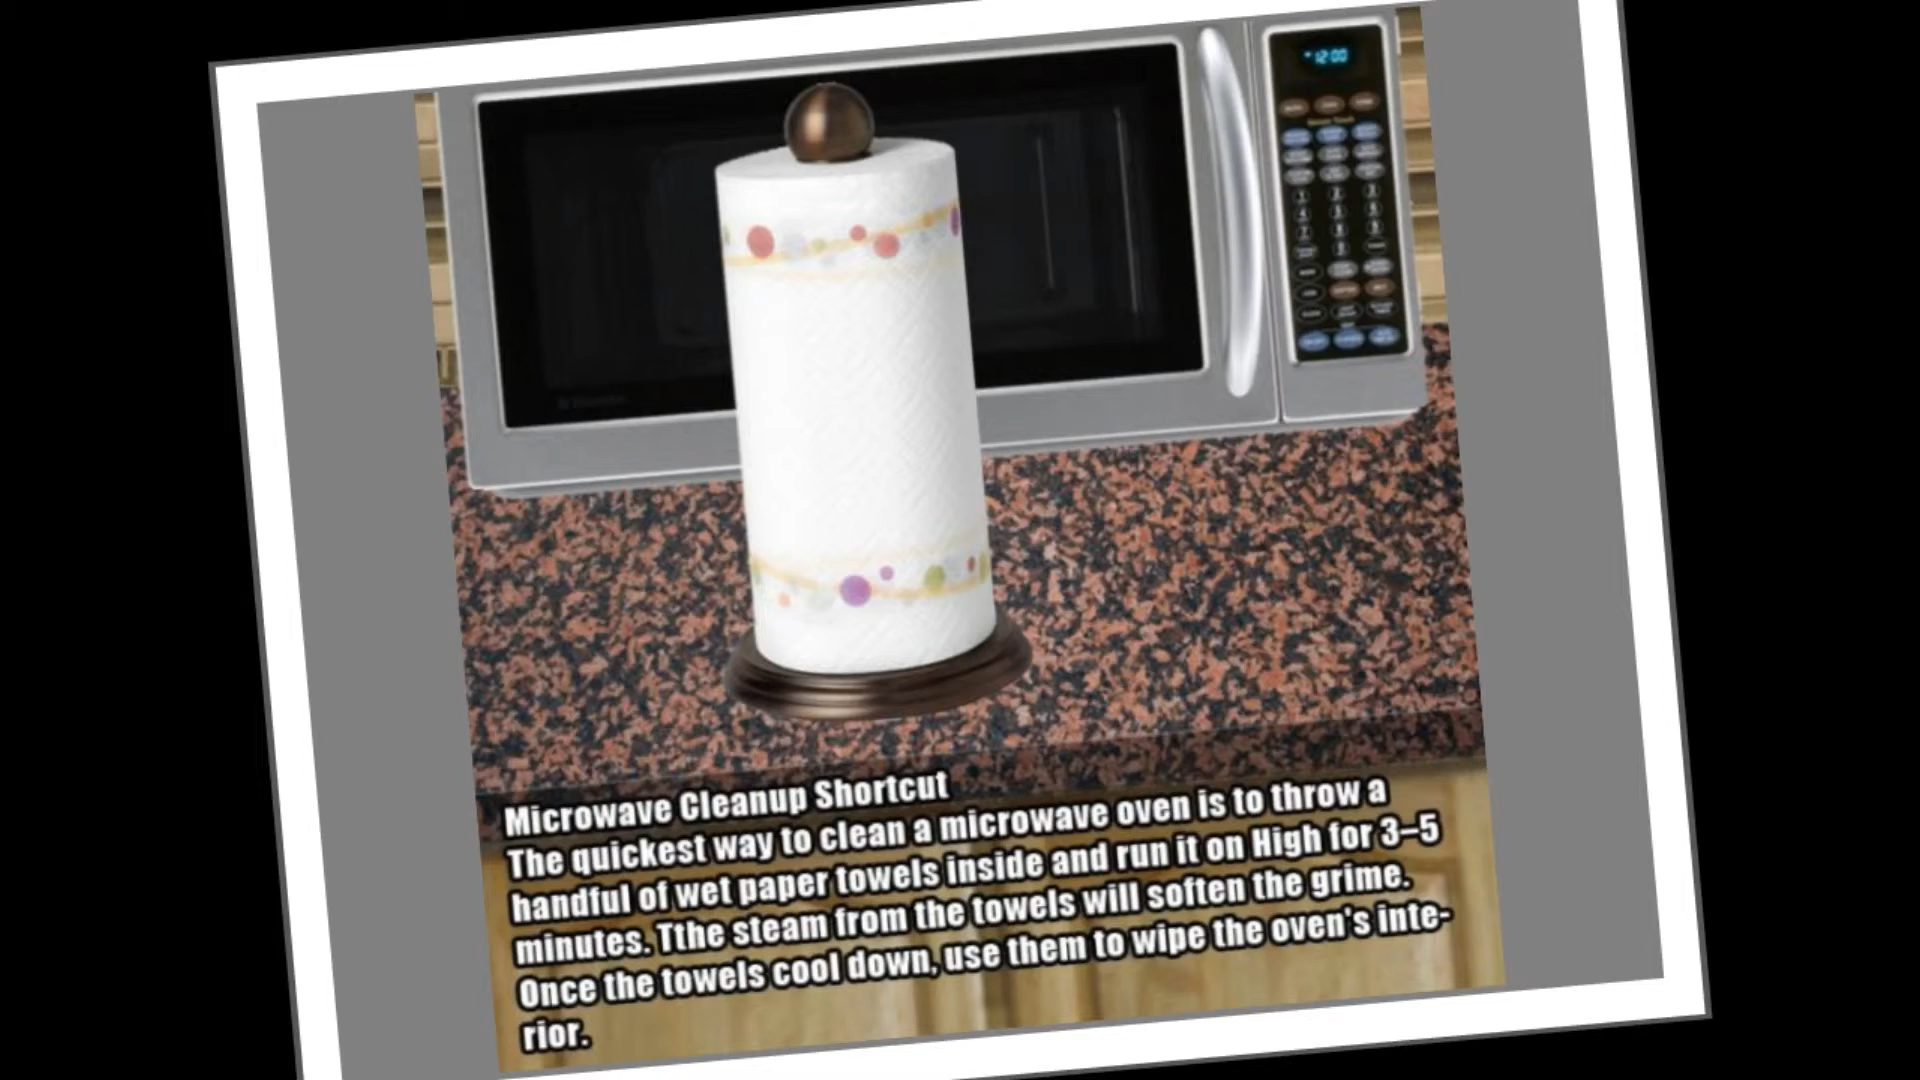 12:00
Microwave Cleanup Shortcut
The quickest way to clean a microwave oven is to throw a
handful of wet paper towels inside and run it on High for 3–5
minutes. Tthe steam from the towels will soften the grime.
Once the towels cool down, use them to wipe the oven's inte-
rior.